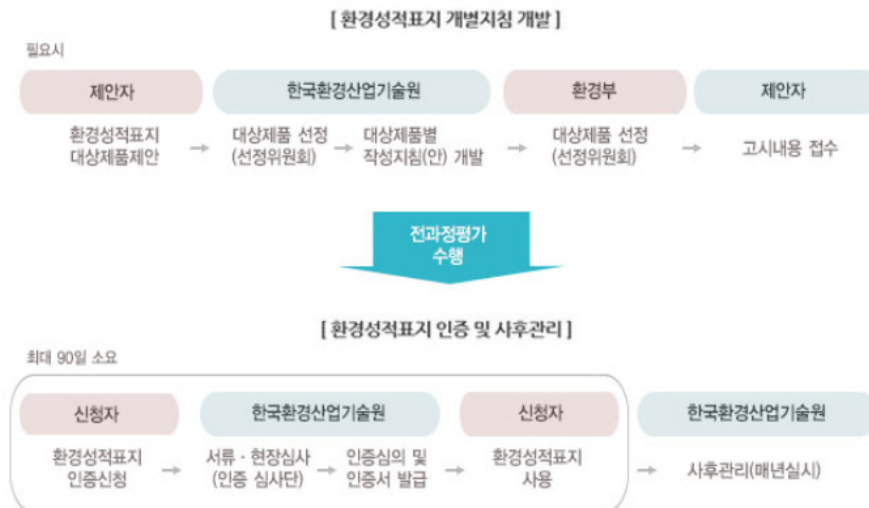 [ 환경성적표지 개별지침 개발 ]
필요시
제안자
한국환경산업기술원
환경부
제안자
환경성적표지
대상제품제안
대상제품 선정
(선정위원회)
대상제품별
작성지침(안) 개발
대상제품 선정
(선정위원회)
고시내용 접수
전과정평가
수행
[ 환경성적표지 인증 및 사후관리 ]
최대 90일 소요
신청자
한국환경산업기술원
신청자
한국환경산업기술원
환경성적표지
인증신청
서류 · 현장심사
(인증 심사단)
인증심의 및
인증서 발급
환경성적표지
사용
사후관리(매년실시)